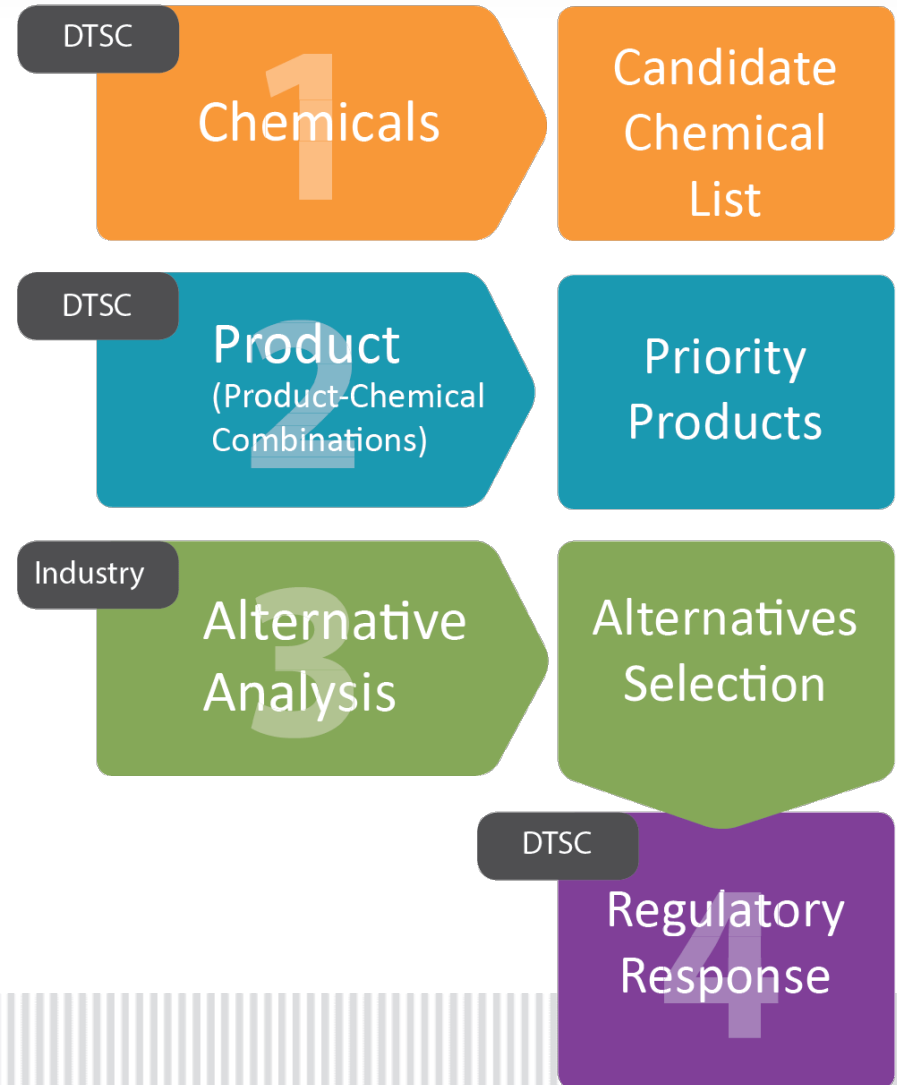 DTSC
1
Chemicals
Candidate
Chemical
List
DTSC
2
Product
(Product-Chemical
Combinations)
Priority
Products
Industry
3
Alternative
Analysis
Alternatives
Selection
DTSC
4
Regulatory
Response